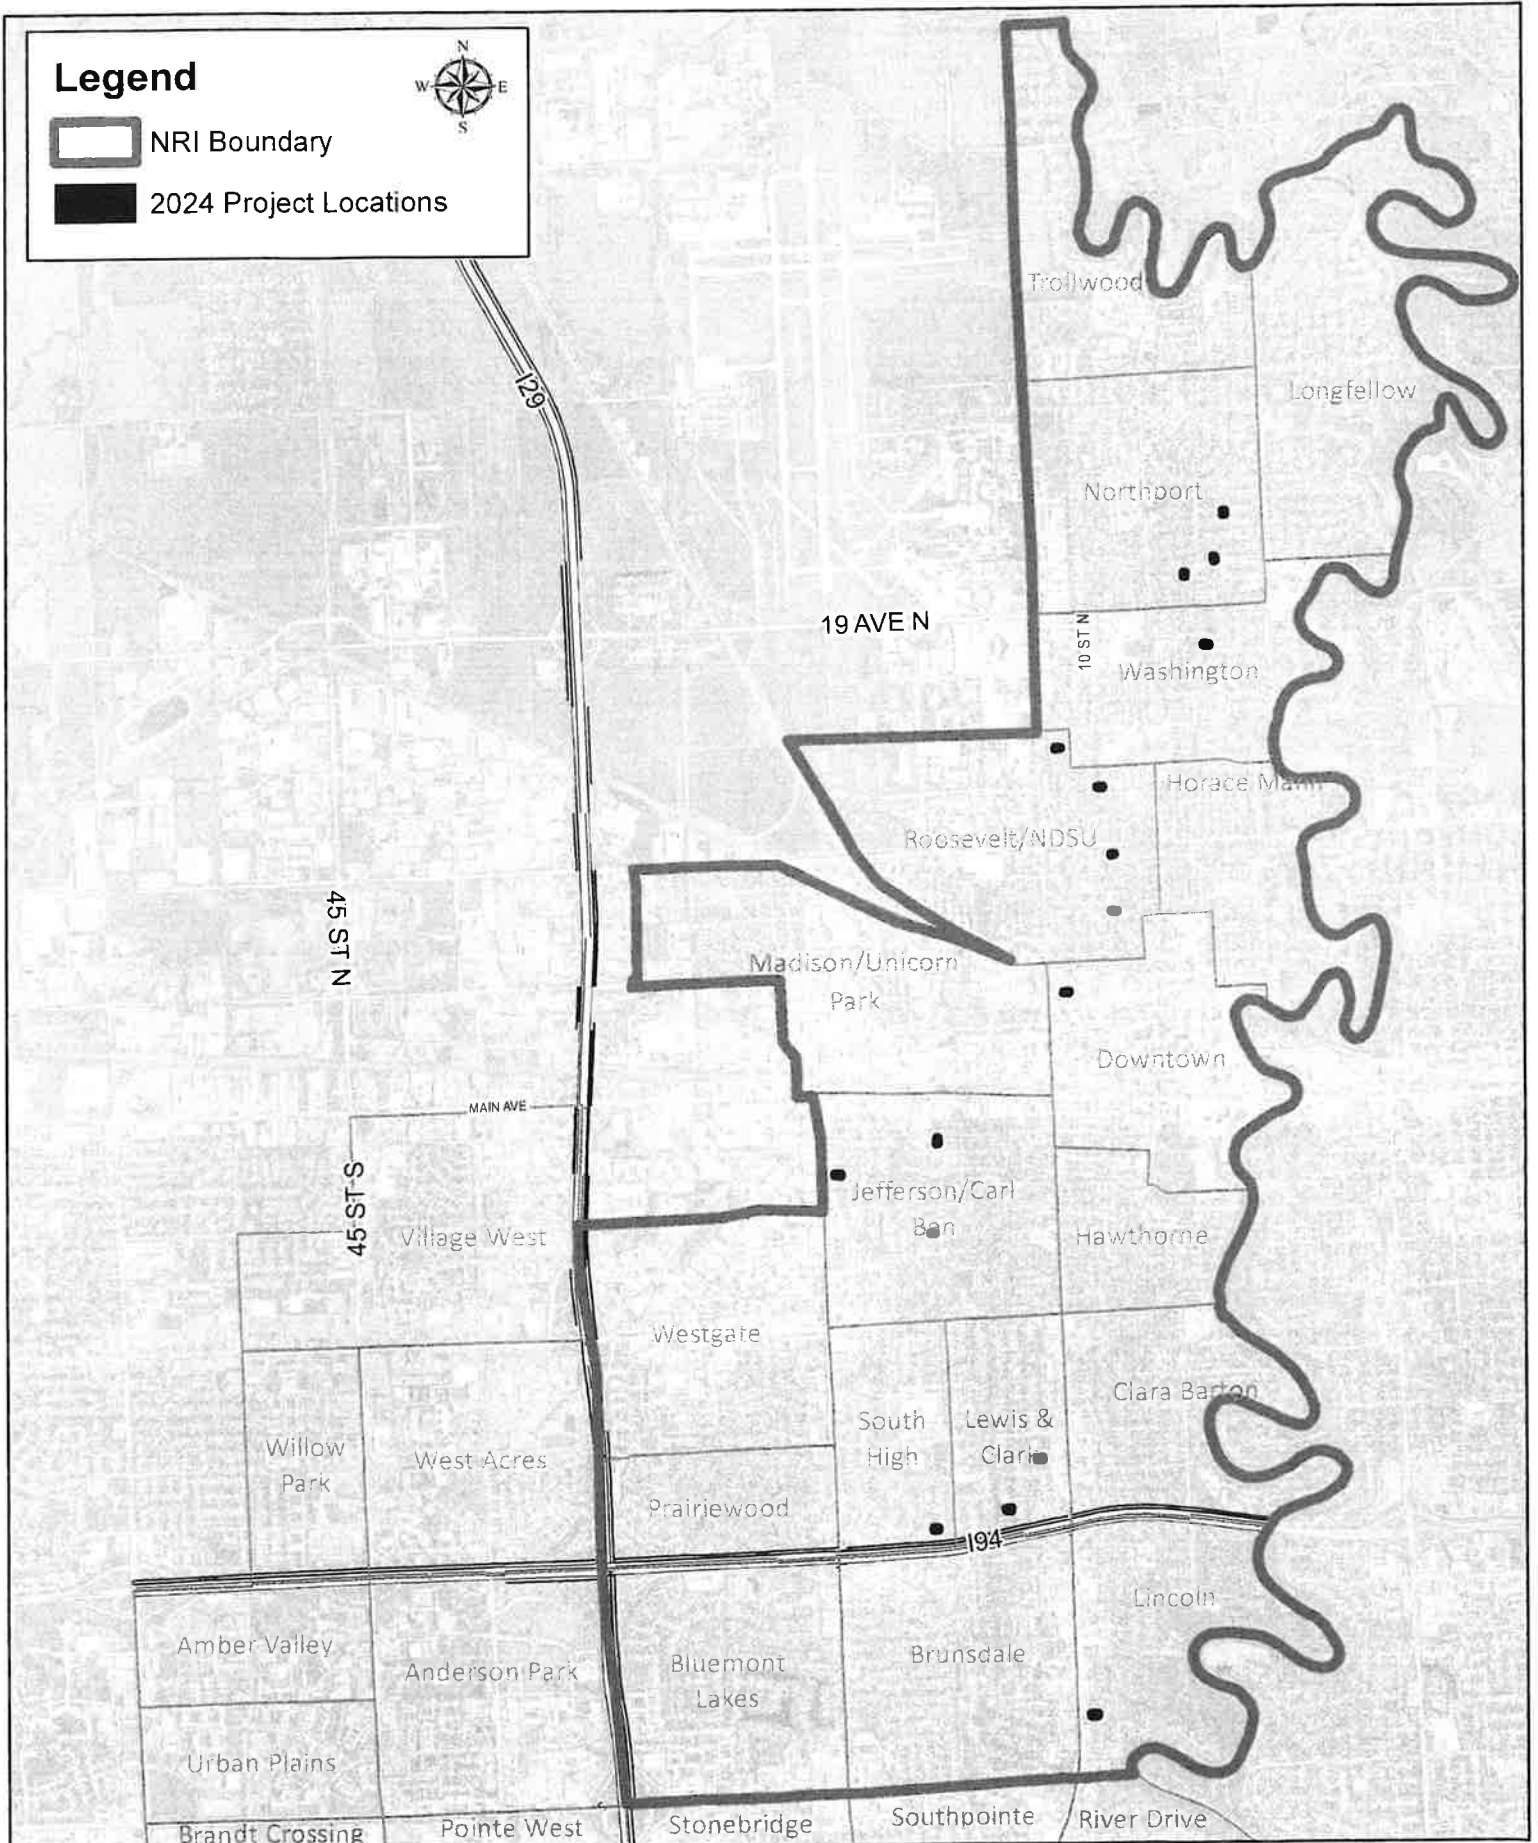 Legend
N
W E
S
NRI Boundary
2024 Project Locations
I29
Trollwood
Longfellow
Northport
19 AVE N
10 ST N
Washington
Horace Mann
Roosevelt/NDSU
45 ST N
Madison/Unicorn
Park
Downtown
MAIN AVE
45 ST S
Village West
Jefferson/Carl
Ben
Hawthorne
Westgate
Clara Barton
Willow
Park
West Acres
South
High
Lewis &
Clark
Prairiewood
I94
Lincoln
Amber Valley
Anderson Park
Bluemont
Lakes
Brunsdale
Urban Plains
Brandt Crossing
Pointe West
Stonebridge
Southpointe
River Drive